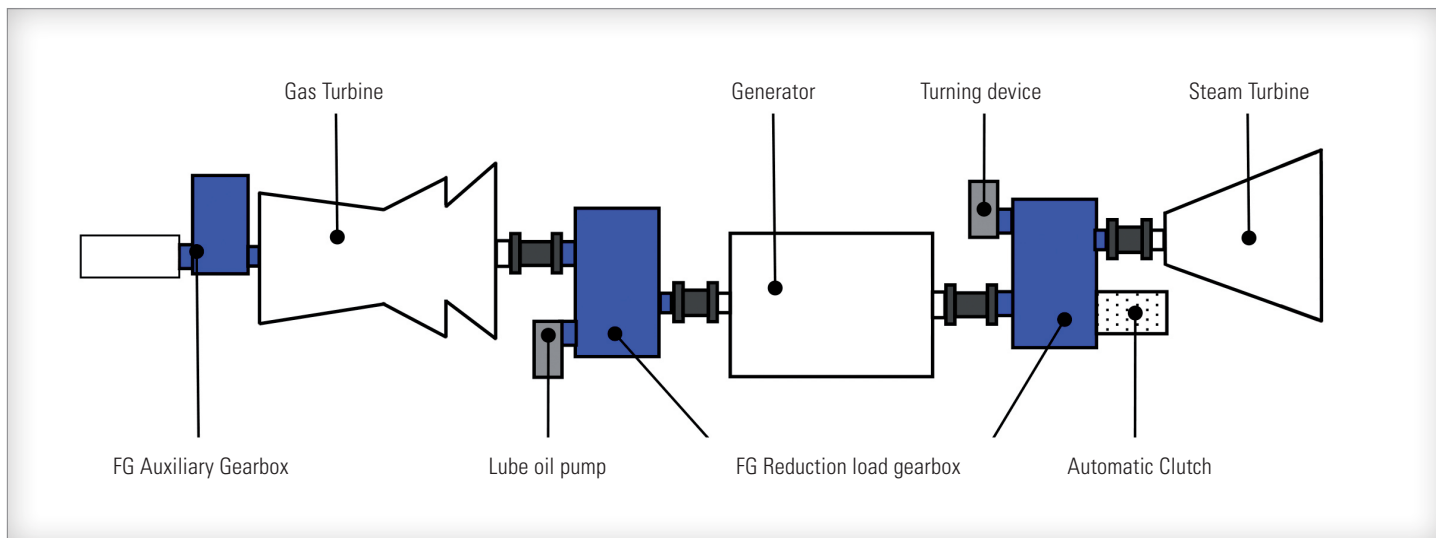 Gas Turbine
Generator
Turning device
Steam Turbine
FG Auxiliary Gearbox
Lube oil pump
FG Reduction load gearbox
Automatic Clutch